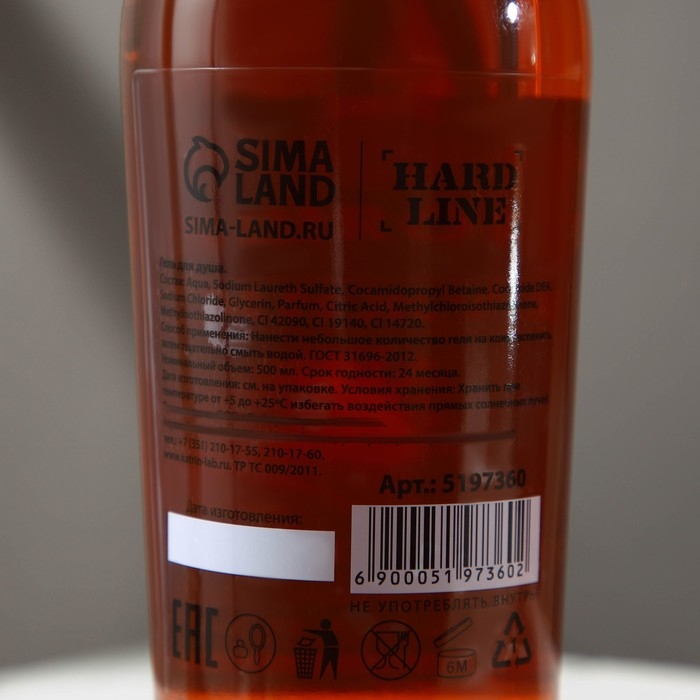 SIMA
LAND
SIMA-LAND.RU
HARD
LINE
Гель для душа.
Состав: Aqua, Sodium Laureth Sulfate, Cocamidopropyl Betaine, DEA,
Sodium Chloride, Glycerin, Parfum, Citric Acid, Methylchloroisothiazolinone,
Methylisothiazolinone, CI 42090, CI 19140, CI 14720.
Способ применения: Нанести небольшое количество геля на кожу,
затем тщательно смыть водой. ГОСТ 31696-2012.
Номинальный объем: 500 мл. Срок годности: 24 месяца.
Дата изготовления: см. на упаковке. Условия хранения: Хранить при
температуре от +5 до +25°С избегать воздействия прямых солнечных лучей
тел.: +7 (351) 210-17-55, 210-17-60.
www.katrin-lab.ru. ТР ТС 009/2011.
Арт.: 5197360
Дата изготовления:
6 900051 973602
НЕ УПОТРЕБЛЯТЬ ВНУТРЬ
EAC
6М
1